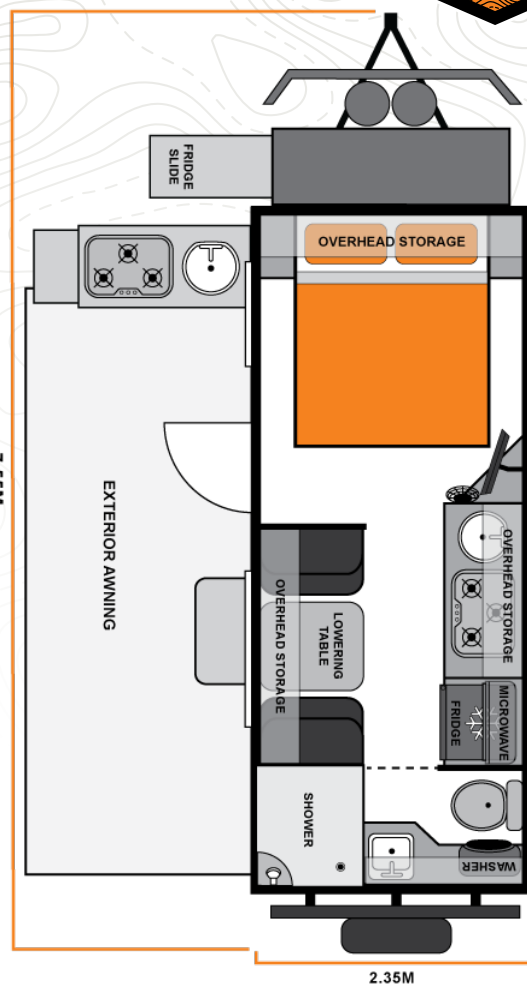 FRIDGE
SLIDE
OVERHEAD STORAGE
EXTERIOR AWNING
OVERHEAD STORAGE
LOWERING
TABLE
OVERHEAD STORAGE
MICROWAVE
FRIDGE
SHOWER
WASHER
2.35M